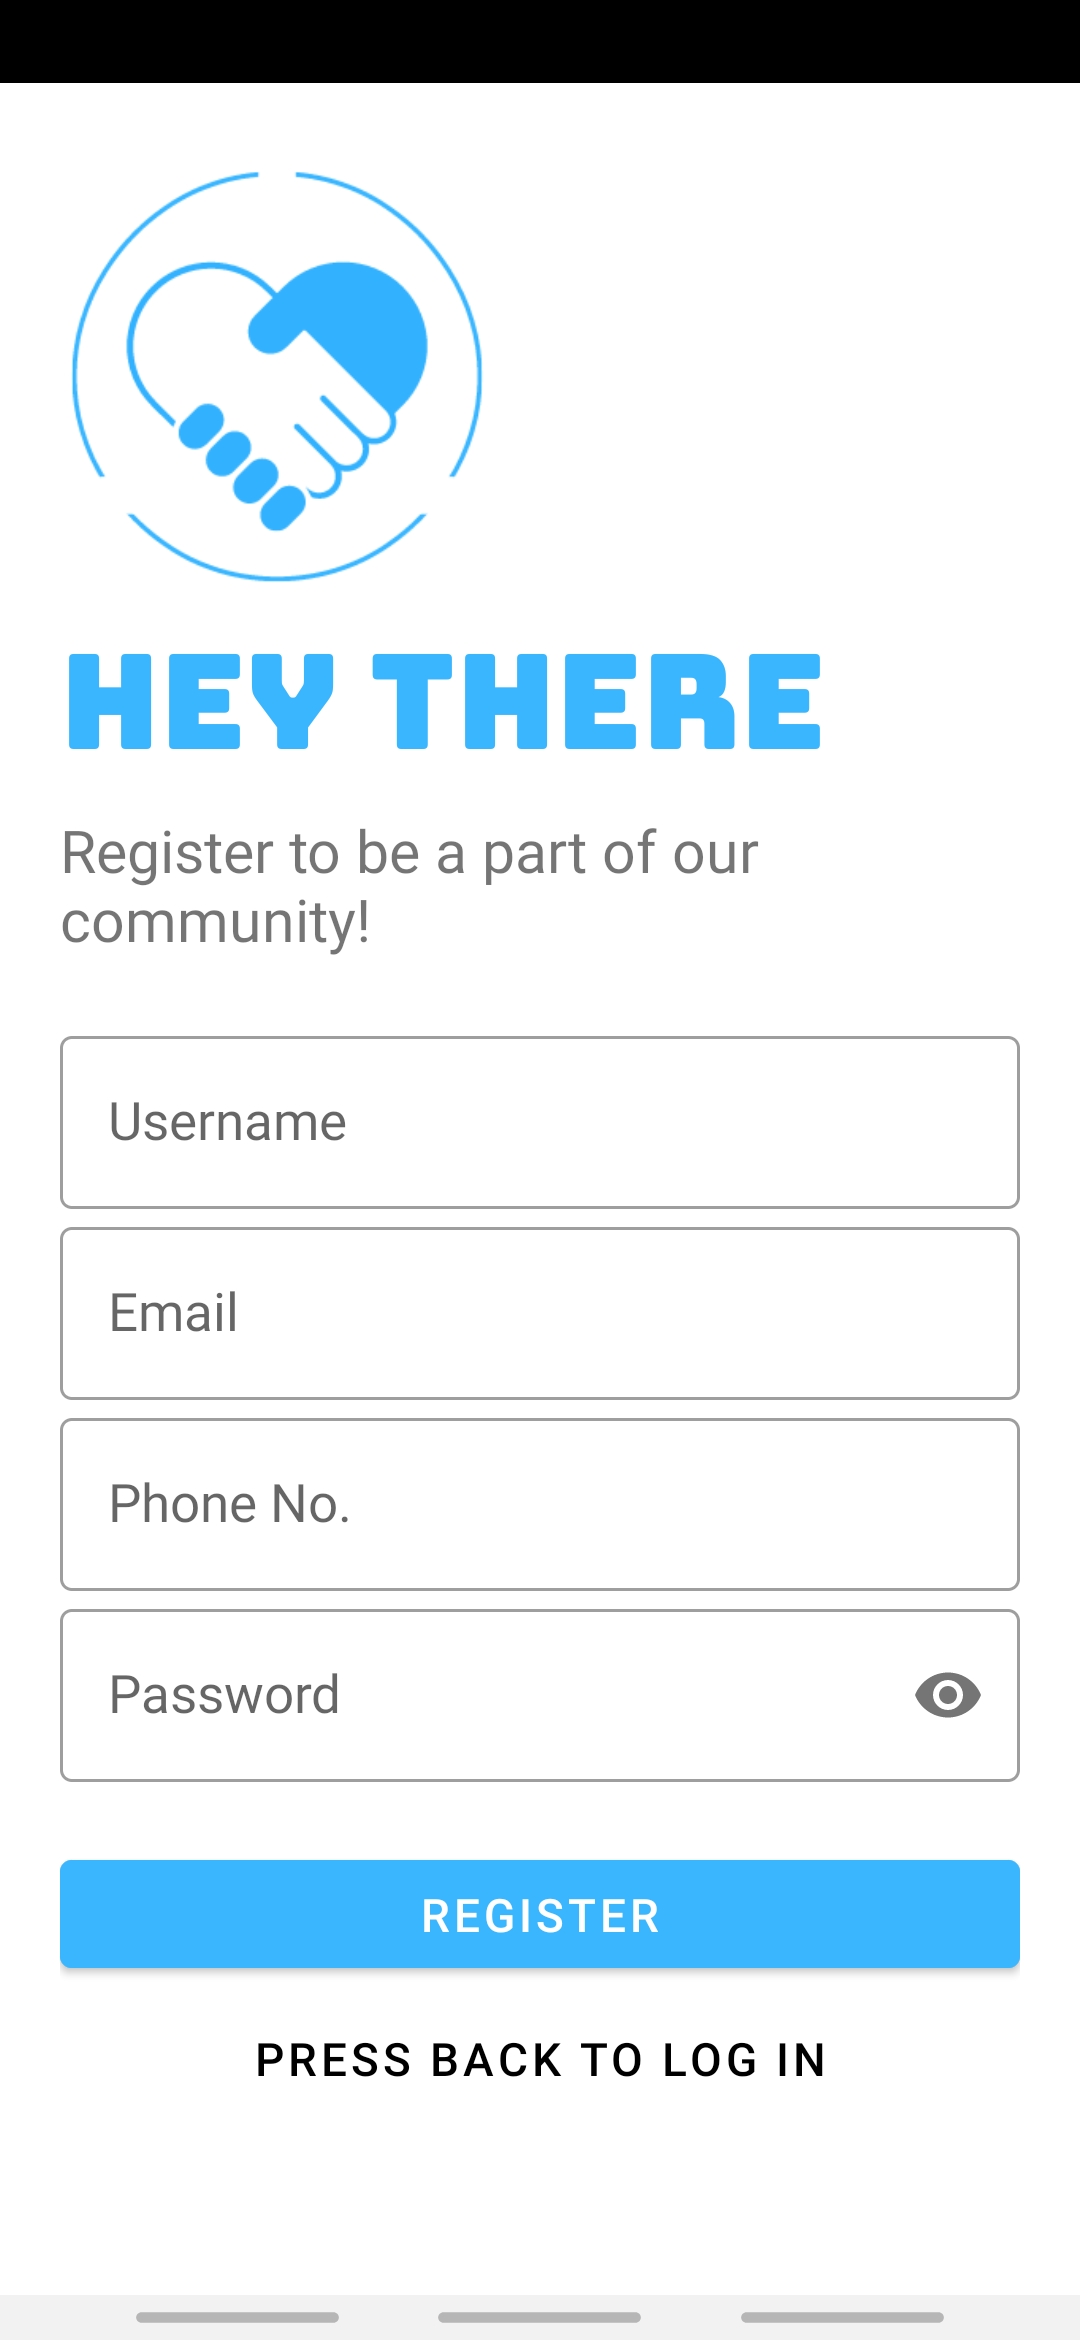 HEY THERE
Register to be a part of our
community!
Username
Email
Phone No.
Password
REGISTER
PRESS BACK TO LOG IN